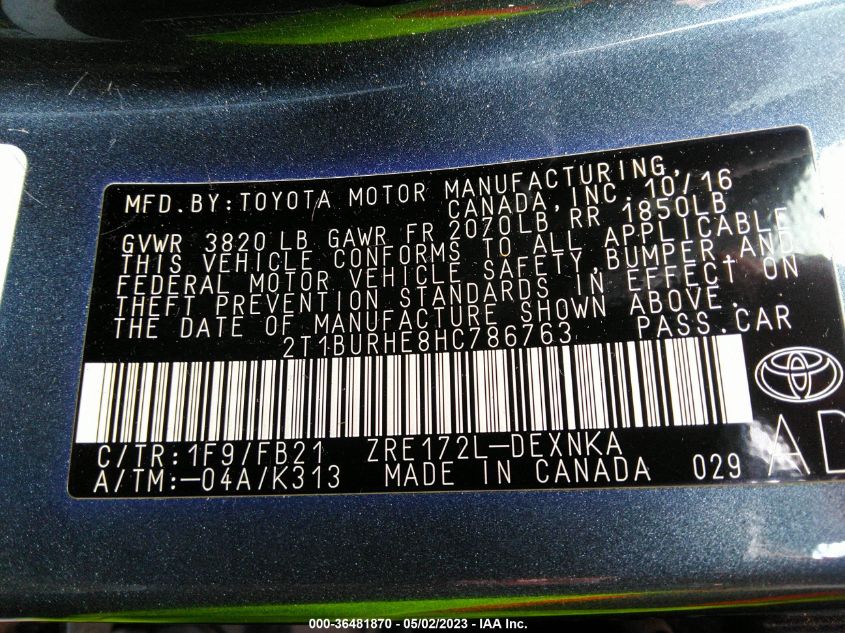 MFD.BY:TOYOTA MOTOR MANUFACTURING,
CANADA, INC. 10/16
GVWR 3820 LB GAWR FR 2070LB RR 1850LB
THIS VEHICLE CONFORMS TO ALL APPLICABLE
FEDERAL MOTOR VEHICLE SAFETY, BUMPER, AND
THEFT PREVENTION STANDARDS IN EFFECT ON
THE DATE OF MANUFACTURE SHOWN ABOVE.
2T1BURHE8HC786763 PASS.CAR
C/TR:1F9/FB21 ZRE172L-DEXNKA
A/TM:-04A/K313 MADE IN CANADA 029
000-36481870 - 05/02/2023 - IAA Inc.